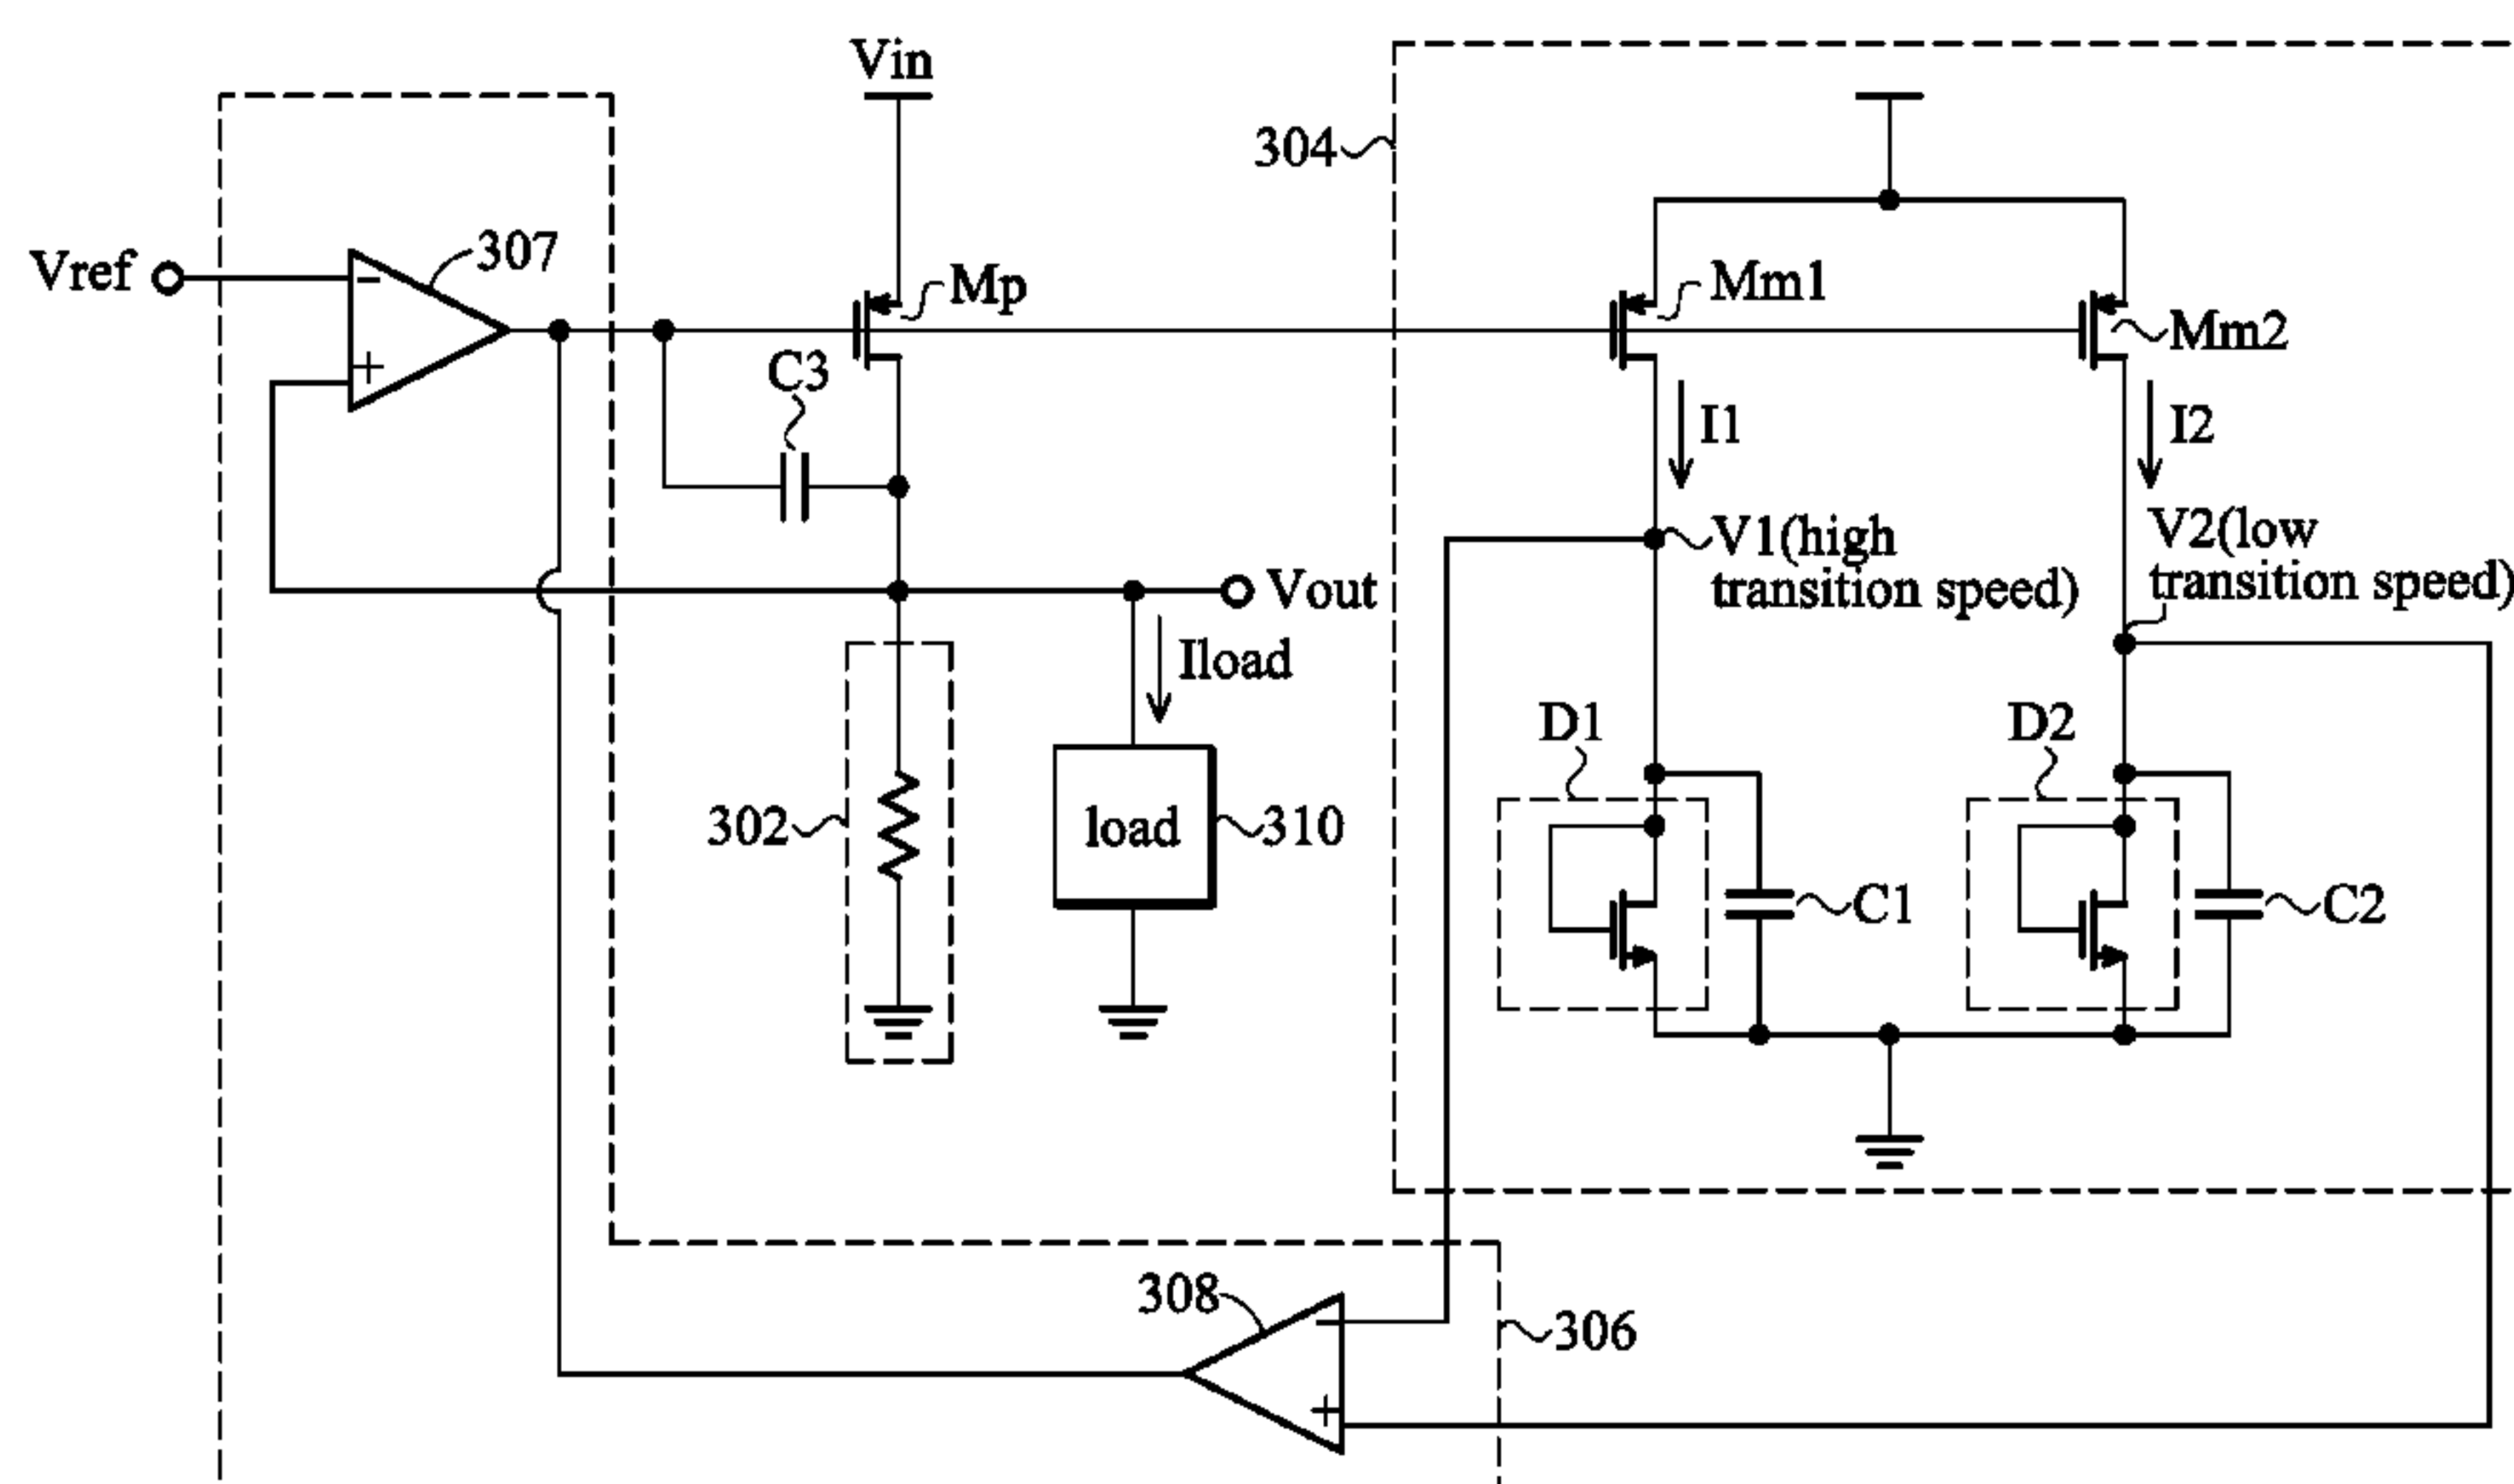 Vin
304
Vref
307
Mp
Mm1
Mm2
−
+
C3
I1
I2
V1(high
transition speed)
V2(low
transition speed)
Vout
Iload
D1
D2
302
load
310
C1
C2
308
306
−
+